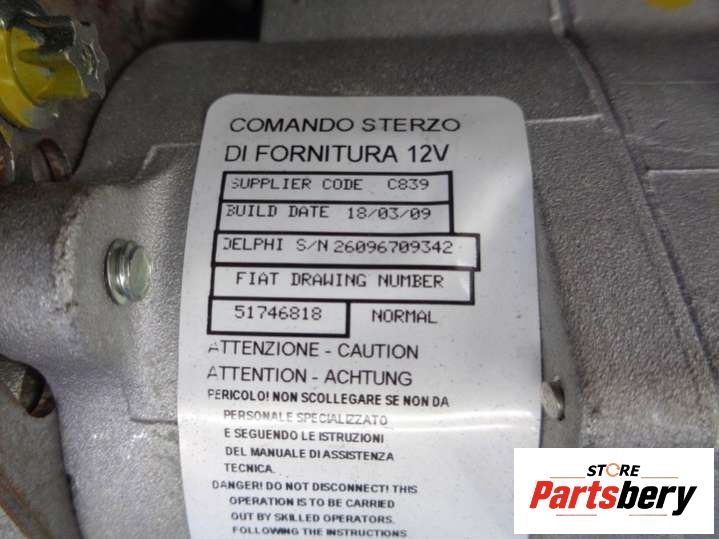 COMANDO STERZO
DI FORNITURA 12V
SUPPLIER CODE C839
BUILD DATE 18/03/09
DELPHI S/N 26096709342
FIAT DRAWING NUMBER
51746818 NORMAL
ATTENZIONE - CAUTION
ATTENTION - ACHTUNG
PERICOLO! NON SCOLLEGARE SE NON DA
PERSONALE SPECIALIZZATO
E SEGUENDO LE ISTRUZIONI
DEL MANUALE DI ASSISTENZA
TECNICA.
DANGER! DO NOT DISCONNECT! THIS
OPERATION IS TO BE CARRIED
OUT BY SKILLED OPERATORS.
FOLLOWING THE INSTRUCTIONS
STORE
Partsbery